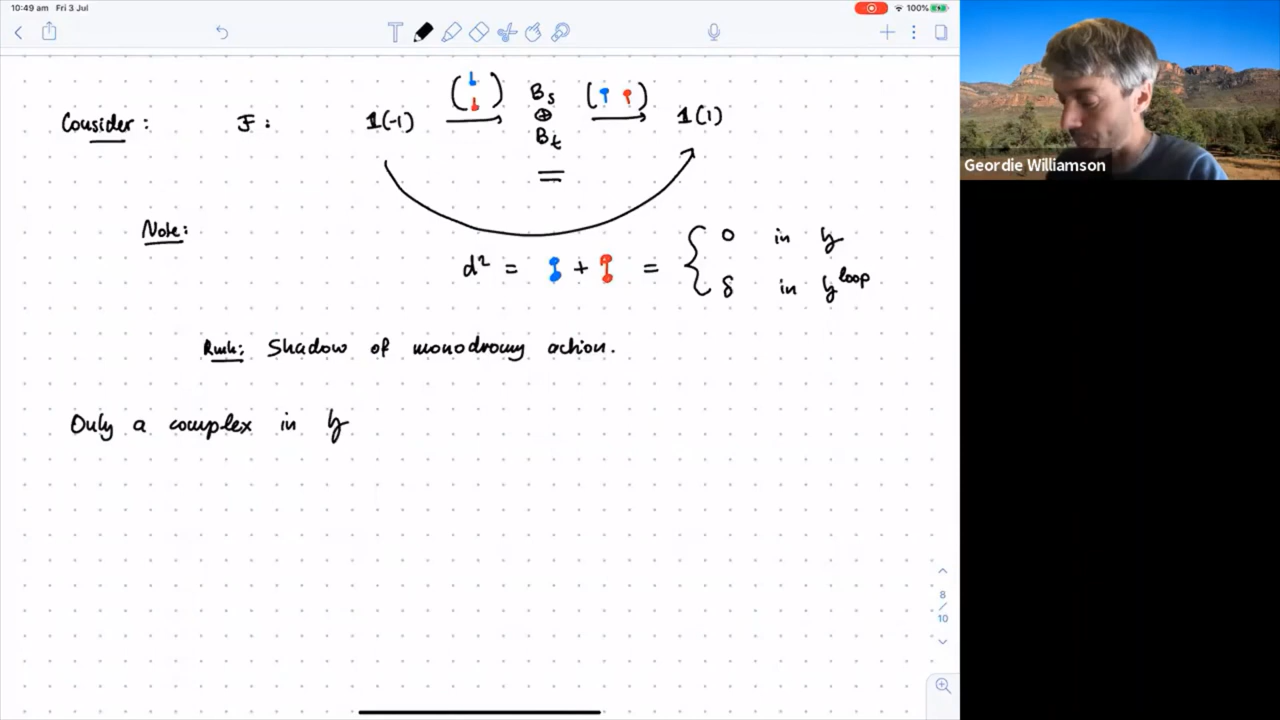 10:49 am Fri 3 Jul
100%
Consider: F: 𝟙(-1) → B_s ⊕ B_t → 𝟙(1)
Note:
d² = + = { 0 in H
δ in H^loop
Rmk: Shadow of monodromy action.
Only a complex in H
8
/
10
Geordie Williamson